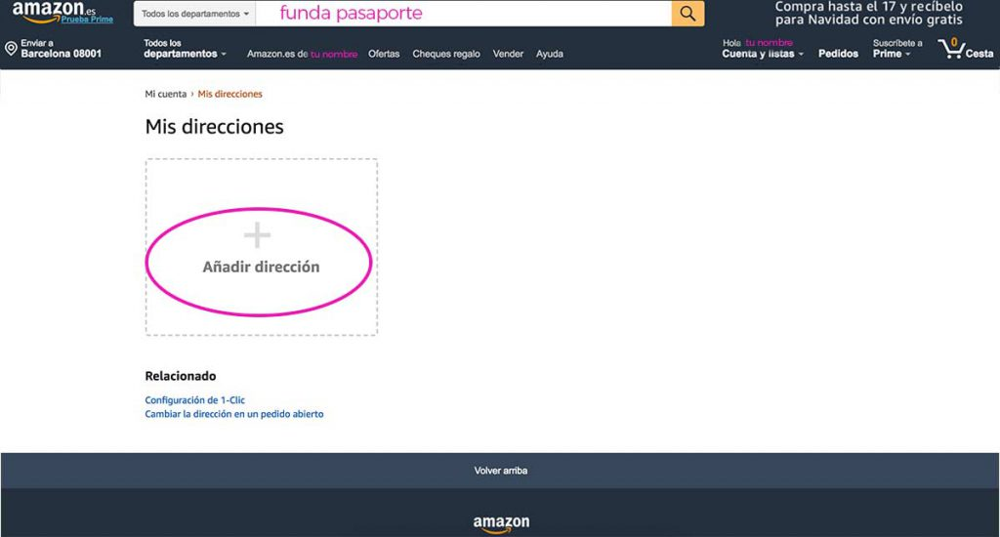 amazon.es
Prueba Prime
Todos los departamentos
funda pasaporte
Compra hasta el 17 y recíbelo
para Navidad con envío gratis
Enviar a
Barcelona 08001
Todos los
departamentos
Amazon.es de tu nombre
Ofertas
Cheques regalo
Vender
Ayuda
Hola tu nombre
Cuenta y listas
Pedidos
Suscríbete a
Prime
0
Cesta
Mi cuenta › Mis direcciones
Mis direcciones
+
Añadir dirección
Relacionado
Configuración de 1-Clic
Cambiar la dirección en un pedido abierto
Volver arriba
amazon